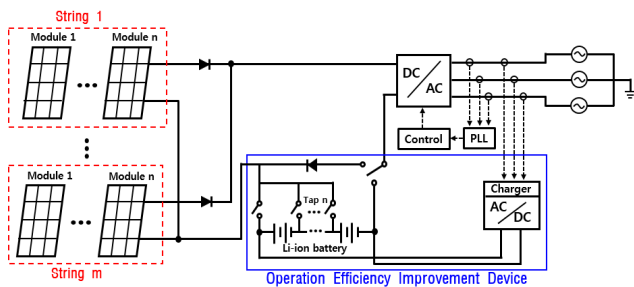 String 1
Module 1
Module n
DC
AC
Control
PLL
Module 1
Module n
Tap n
Li-ion battery
Charger
AC
DC
String m
Operation Efficiency Improvement Device